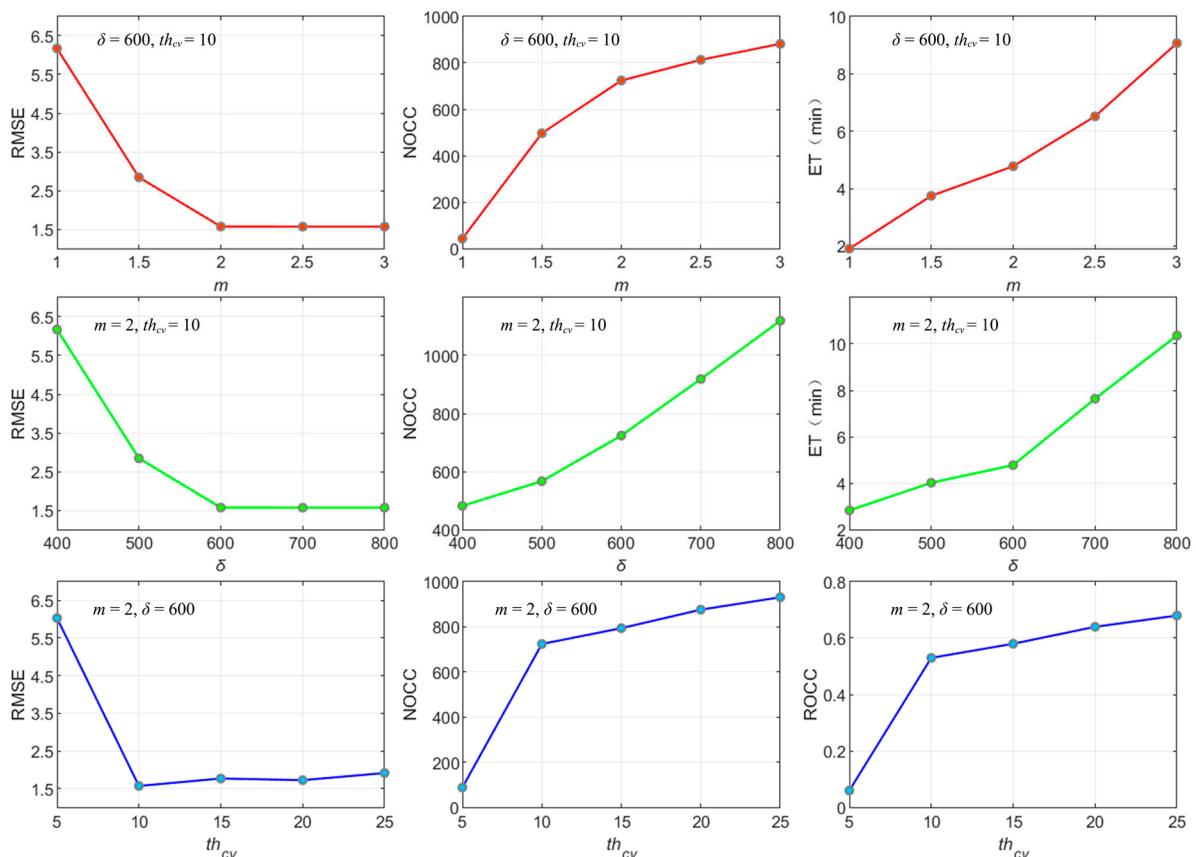 RMSE
6.5
5.5
4.5
3.5
2.5
1.5
δ = 600, th_cv = 10
1 1.5 2 2.5 3
m
NOCC
1000
800
600
400
200
0
δ = 600, th_cv = 10
1 1.5 2 2.5 3
m
ET（min）
10
8
6
4
2
δ = 600, th_cv = 10
1 1.5 2 2.5 3
m
RMSE
6.5
5.5
4.5
3.5
2.5
1.5
m = 2, th_cv = 10
400 500 600 700 800
δ
NOCC
1000
800
600
400
m = 2, th_cv = 10
400 500 600 700 800
δ
ET（min）
10
8
6
4
2
m = 2, th_cv = 10
400 500 600 700 800
δ
RMSE
6.5
5.5
4.5
3.5
2.5
1.5
m = 2, δ = 600
5 10 15 20 25
th_cv
NOCC
1000
800
600
400
200
0
m = 2, δ = 600
5 10 15 20 25
th_cv
ROCC
0.8
0.6
0.4
0.2
0
m = 2, δ = 600
5 10 15 20 25
th_cv